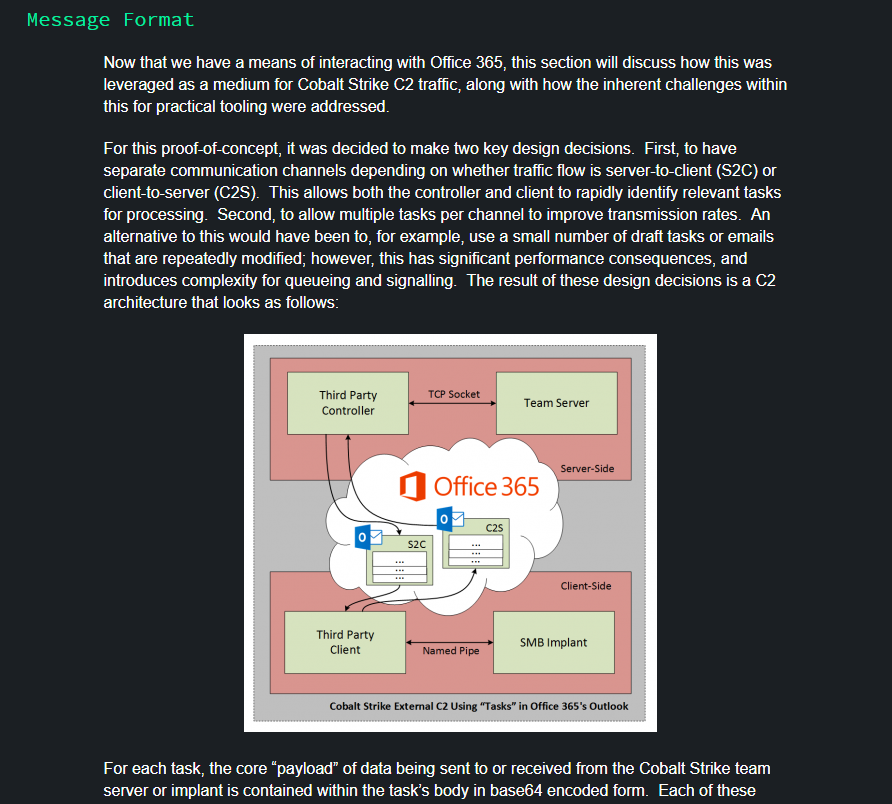 Message Format
Now that we have a means of interacting with Office 365, this section will discuss how this was
leveraged as a medium for Cobalt Strike C2 traffic, along with how the inherent challenges within
this for practical tooling were addressed.
For this proof-of-concept, it was decided to make two key design decisions.  First, to have
separate communication channels depending on whether traffic flow is server-to-client (S2C) or
client-to-server (C2S).  This allows both the controller and client to rapidly identify relevant tasks
for processing.  Second, to allow multiple tasks per channel to improve transmission rates.  An
alternative to this would have been to, for example, use a small number of draft tasks or emails
that are repeatedly modified; however, this has significant performance consequences, and
introduces complexity for queueing and signalling.  The result of these design decisions is a C2
architecture that looks as follows:
Third Party
Controller
TCP Socket
Team Server
Server-Side
Office 365
O
C2S
...
...
...
O
S2C
...
...
...
Client-Side
Third Party
Client
Named Pipe
SMB Implant
Cobalt Strike External C2 Using “Tasks” in Office 365's Outlook
For each task, the core “payload” of data being sent to or received from the Cobalt Strike team
server or implant is contained within the task’s body in base64 encoded form.  Each of these